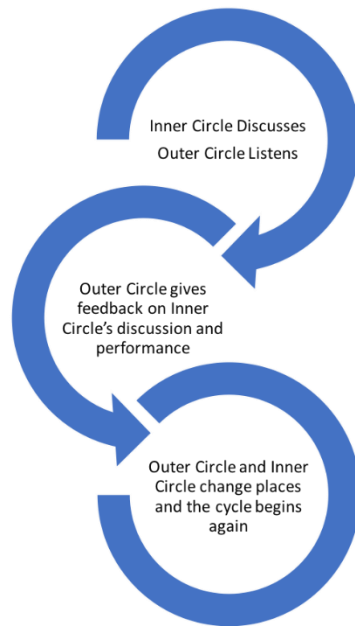 Inner Circle Discusses
Outer Circle Listens
Outer Circle gives
feedback on Inner
Circle's discussion and
performance
Outer Circle and Inner
Circle change places
and the cycle begins
again